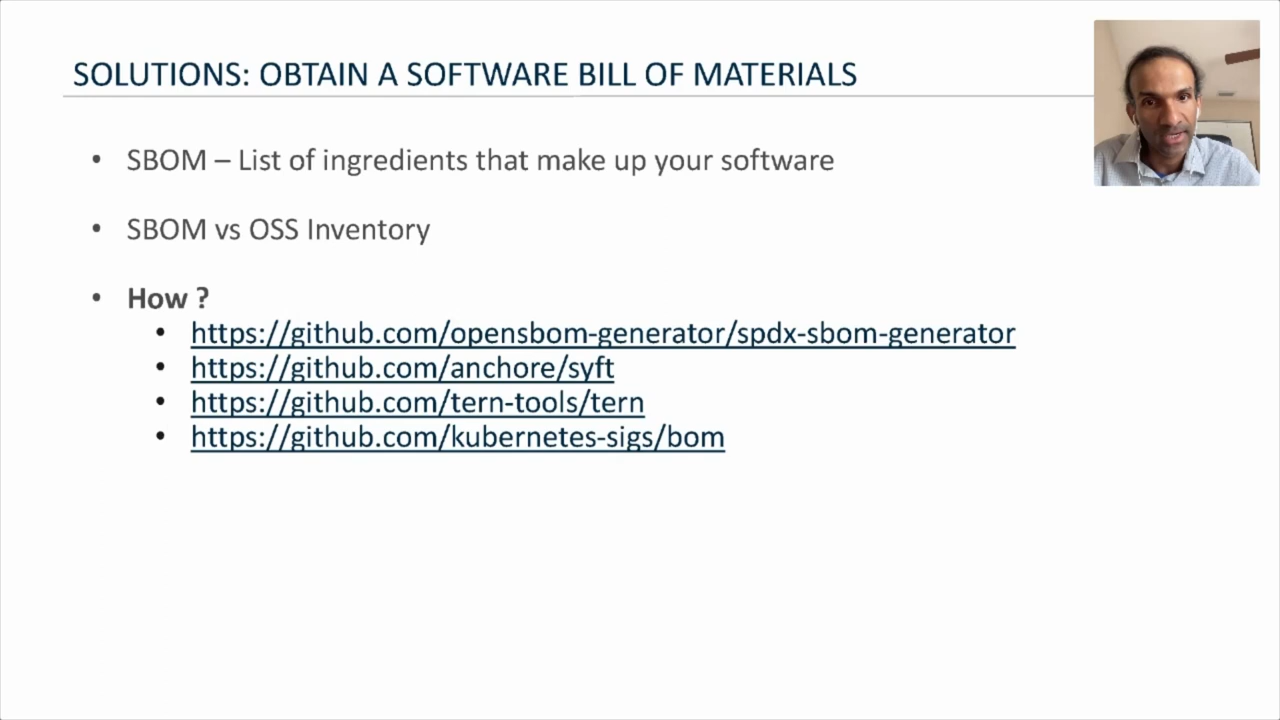 SOLUTIONS: OBTAIN A SOFTWARE BILL OF MATERIALS
• SBOM – List of ingredients that make up your software
• SBOM vs OSS Inventory
• How ?
• https://github.com/opensbom-generator/spdx-sbom-generator
• https://github.com/anchore/syft
• https://github.com/tern-tools/tern
• https://github.com/kubernetes-sigs/bom